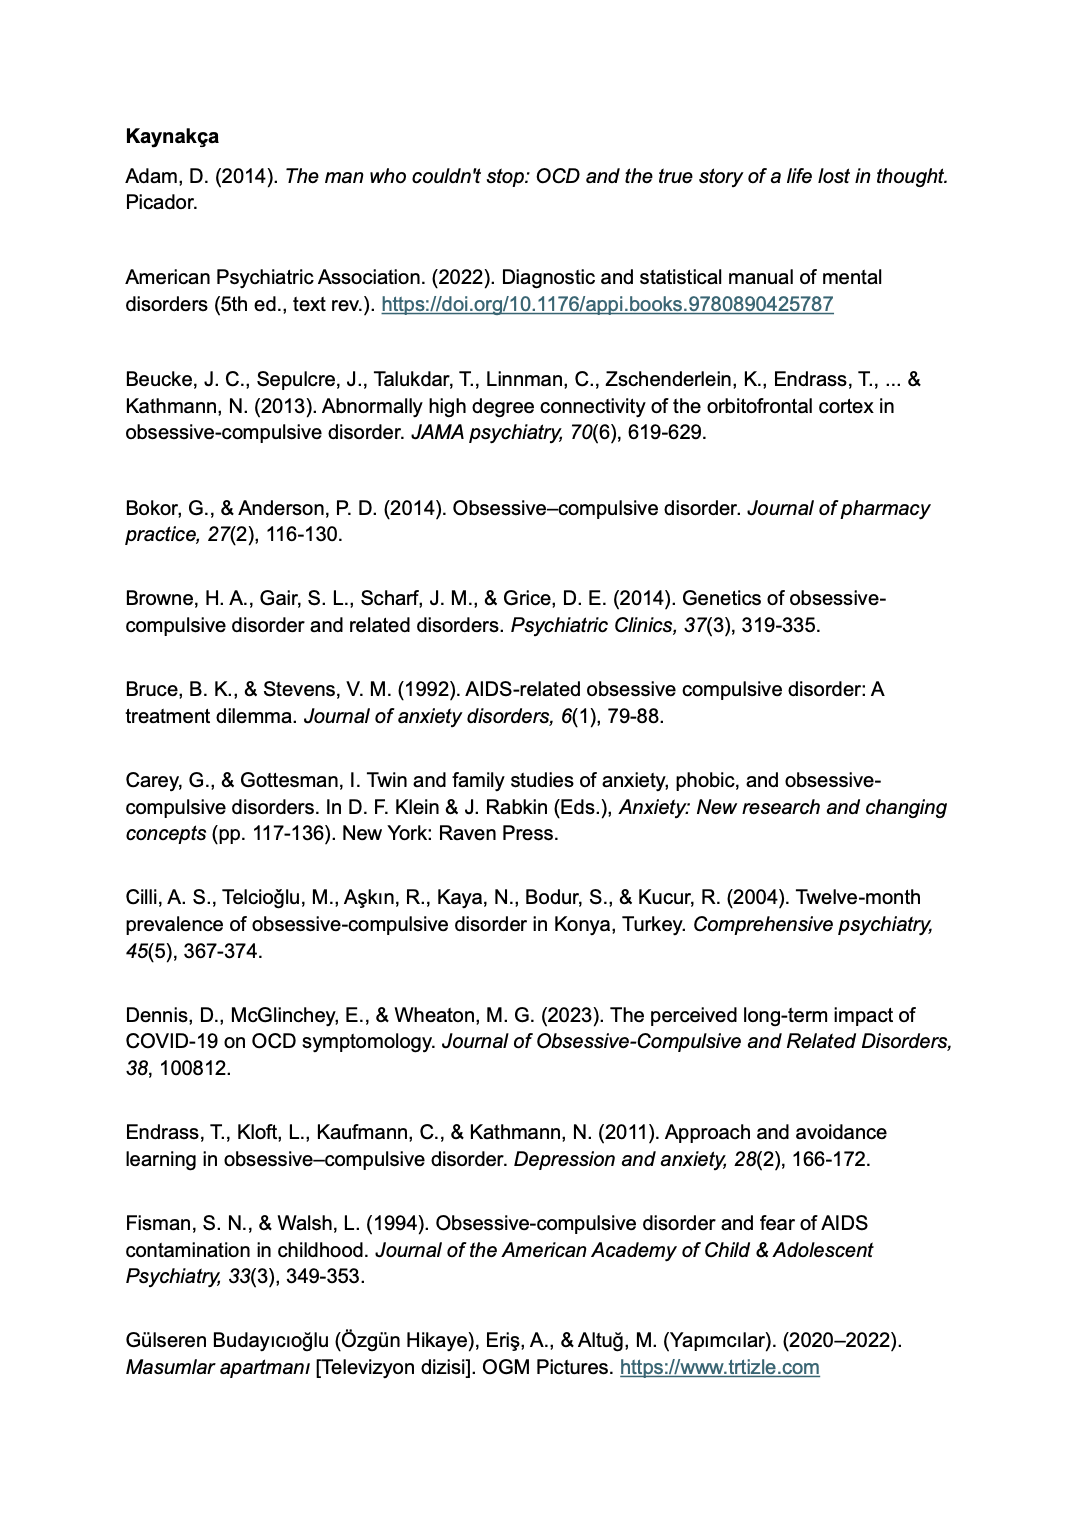 Kaynakça
Adam, D. (2014). The man who couldn't stop: OCD and the true story of a life lost in thought.
Picador.
American Psychiatric Association. (2022). Diagnostic and statistical manual of mental
disorders (5th ed., text rev.). https://doi.org/10.1176/appi.books.9780890425787
Beucke, J. C., Sepulcre, J., Talukdar, T., Linnman, C., Zschenderlein, K., Endrass, T., ... &
Kathmann, N. (2013). Abnormally high degree connectivity of the orbitofrontal cortex in
obsessive-compulsive disorder. JAMA psychiatry, 70(6), 619-629.
Bokor, G., & Anderson, P. D. (2014). Obsessive–compulsive disorder. Journal of pharmacy
practice, 27(2), 116-130.
Browne, H. A., Gair, S. L., Scharf, J. M., & Grice, D. E. (2014). Genetics of obsessive-
compulsive disorder and related disorders. Psychiatric Clinics, 37(3), 319-335.
Bruce, B. K., & Stevens, V. M. (1992). AIDS-related obsessive compulsive disorder: A
treatment dilemma. Journal of anxiety disorders, 6(1), 79-88.
Carey, G., & Gottesman, I. Twin and family studies of anxiety, phobic, and obsessive-
compulsive disorders. In D. F. Klein & J. Rabkin (Eds.), Anxiety: New research and changing
concepts (pp. 117-136). New York: Raven Press.
Cilli, A. S., Telcioğlu, M., Aşkın, R., Kaya, N., Bodur, S., & Kucur, R. (2004). Twelve-month
prevalence of obsessive-compulsive disorder in Konya, Turkey. Comprehensive psychiatry,
45(5), 367-374.
Dennis, D., McGlinchey, E., & Wheaton, M. G. (2023). The perceived long-term impact of
COVID-19 on OCD symptomology. Journal of Obsessive-Compulsive and Related Disorders,
38, 100812.
Endrass, T., Kloft, L., Kaufmann, C., & Kathmann, N. (2011). Approach and avoidance
learning in obsessive–compulsive disorder. Depression and anxiety, 28(2), 166-172.
Fisman, S. N., & Walsh, L. (1994). Obsessive-compulsive disorder and fear of AIDS
contamination in childhood. Journal of the American Academy of Child & Adolescent
Psychiatry, 33(3), 349-353.
Gülseren Budayıcıoğlu (Özgün Hikaye), Eriş, A., & Altuğ, M. (Yapımcılar). (2020–2022).
Masumlar apartmanı [Televizyon dizisi]. OGM Pictures. https://www.trtizle.com